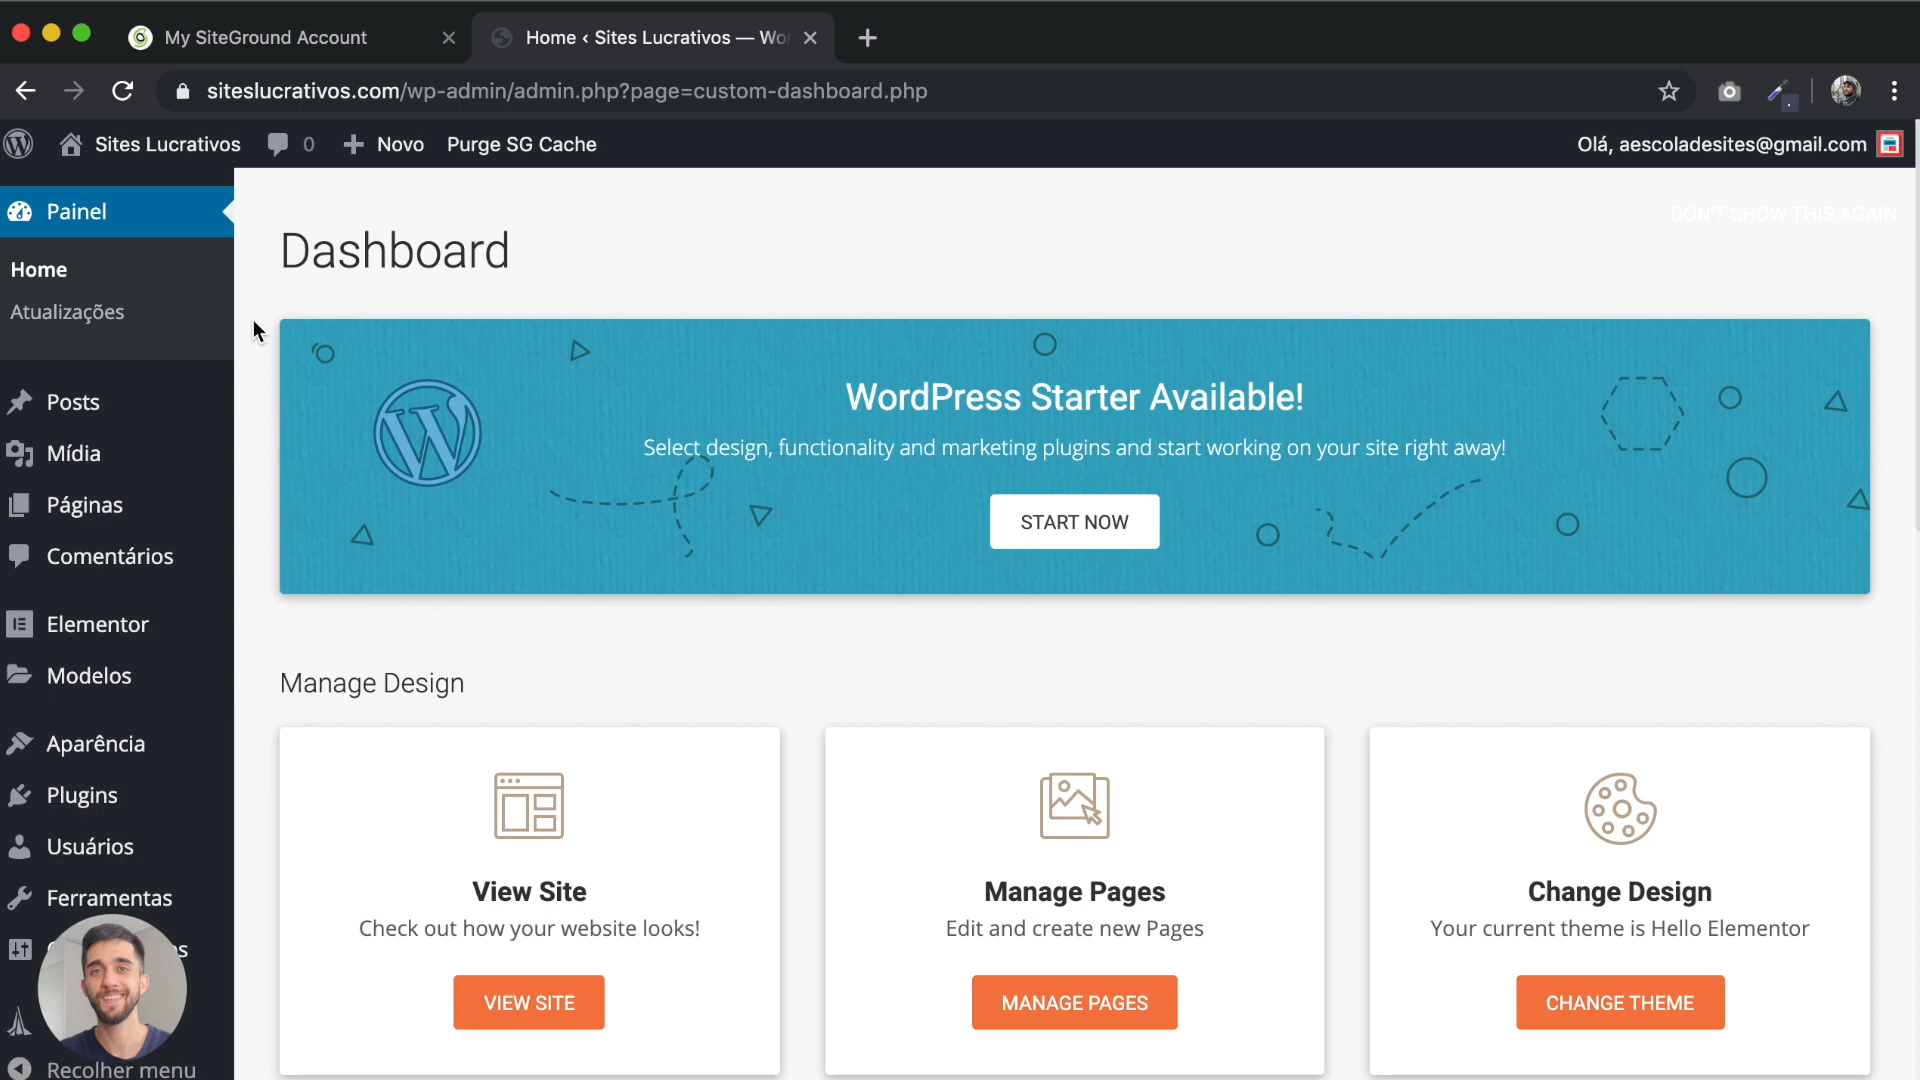 My SiteGround Account
Home ‹ Sites Lucrativos — Wo
siteslucrativos.com/wp-admin/admin.php?page=custom-dashboard.php
Sites Lucrativos
0
Novo
Purge SG Cache
Olá, aescoladesites@gmail.com
Painel
Home
Atualizações
Posts
Mídia
Páginas
Comentários
Elementor
Modelos
Aparência
Plugins
Usuários
Ferramentas
Recolher menu
DON'T SHOW THIS AGAIN
Dashboard
WordPress Starter Available!
Select design, functionality and marketing plugins and start working on your site right away!
START NOW
Manage Design
View Site
Check out how your website looks!
VIEW SITE
Manage Pages
Edit and create new Pages
MANAGE PAGES
Change Design
Your current theme is Hello Elementor
CHANGE THEME